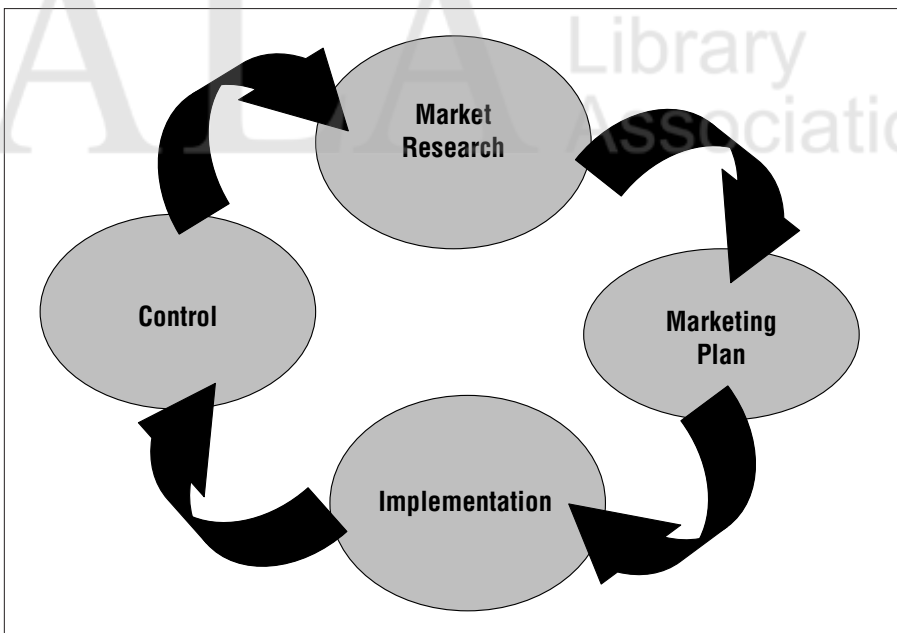 ALA Library
Associatio
Market
Research
Control
Marketing
Plan
Implementation